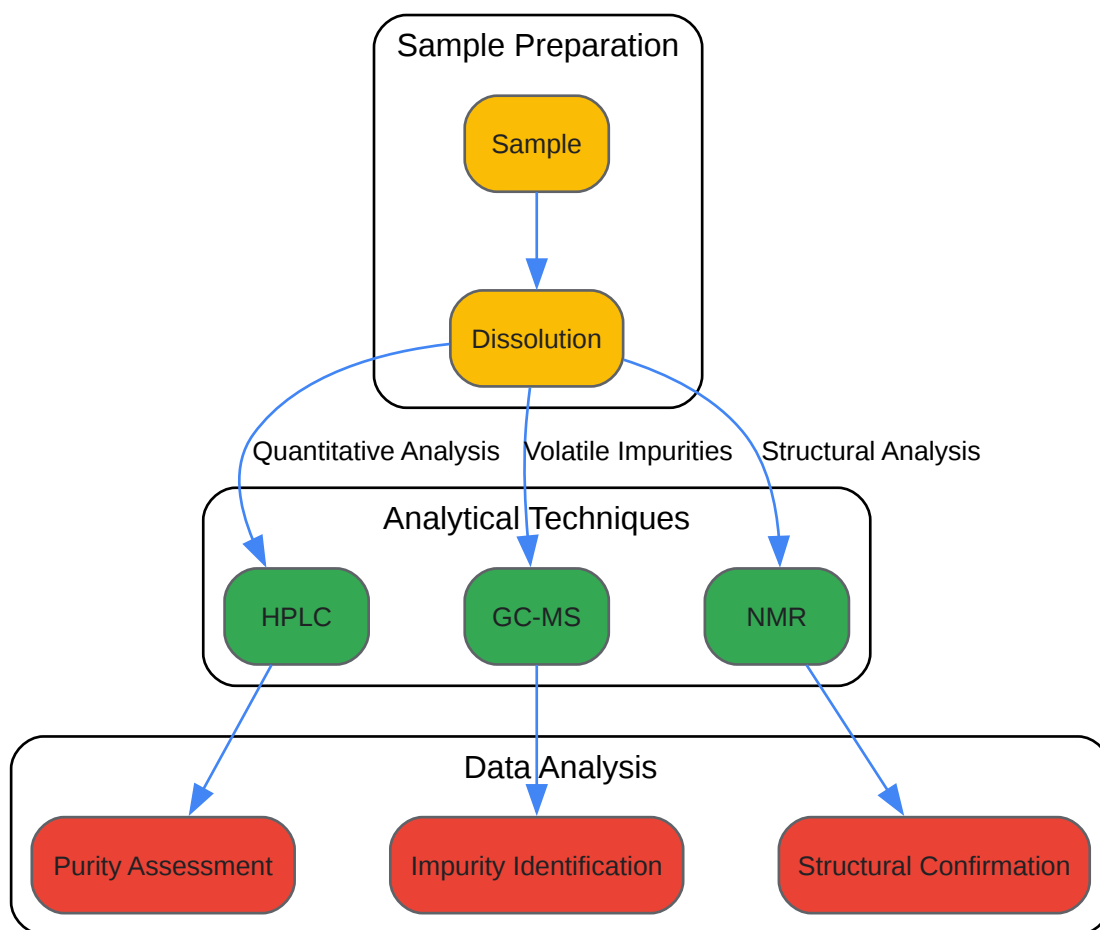 Sample Preparation
Sample
Dissolution
Quantitative Analysis
Volatile Impurities
Structural Analysis
Analytical Techniques
HPLC
GC-MS
NMR
Data Analysis
Purity Assessment
Impurity Identification
Structural Confirmation